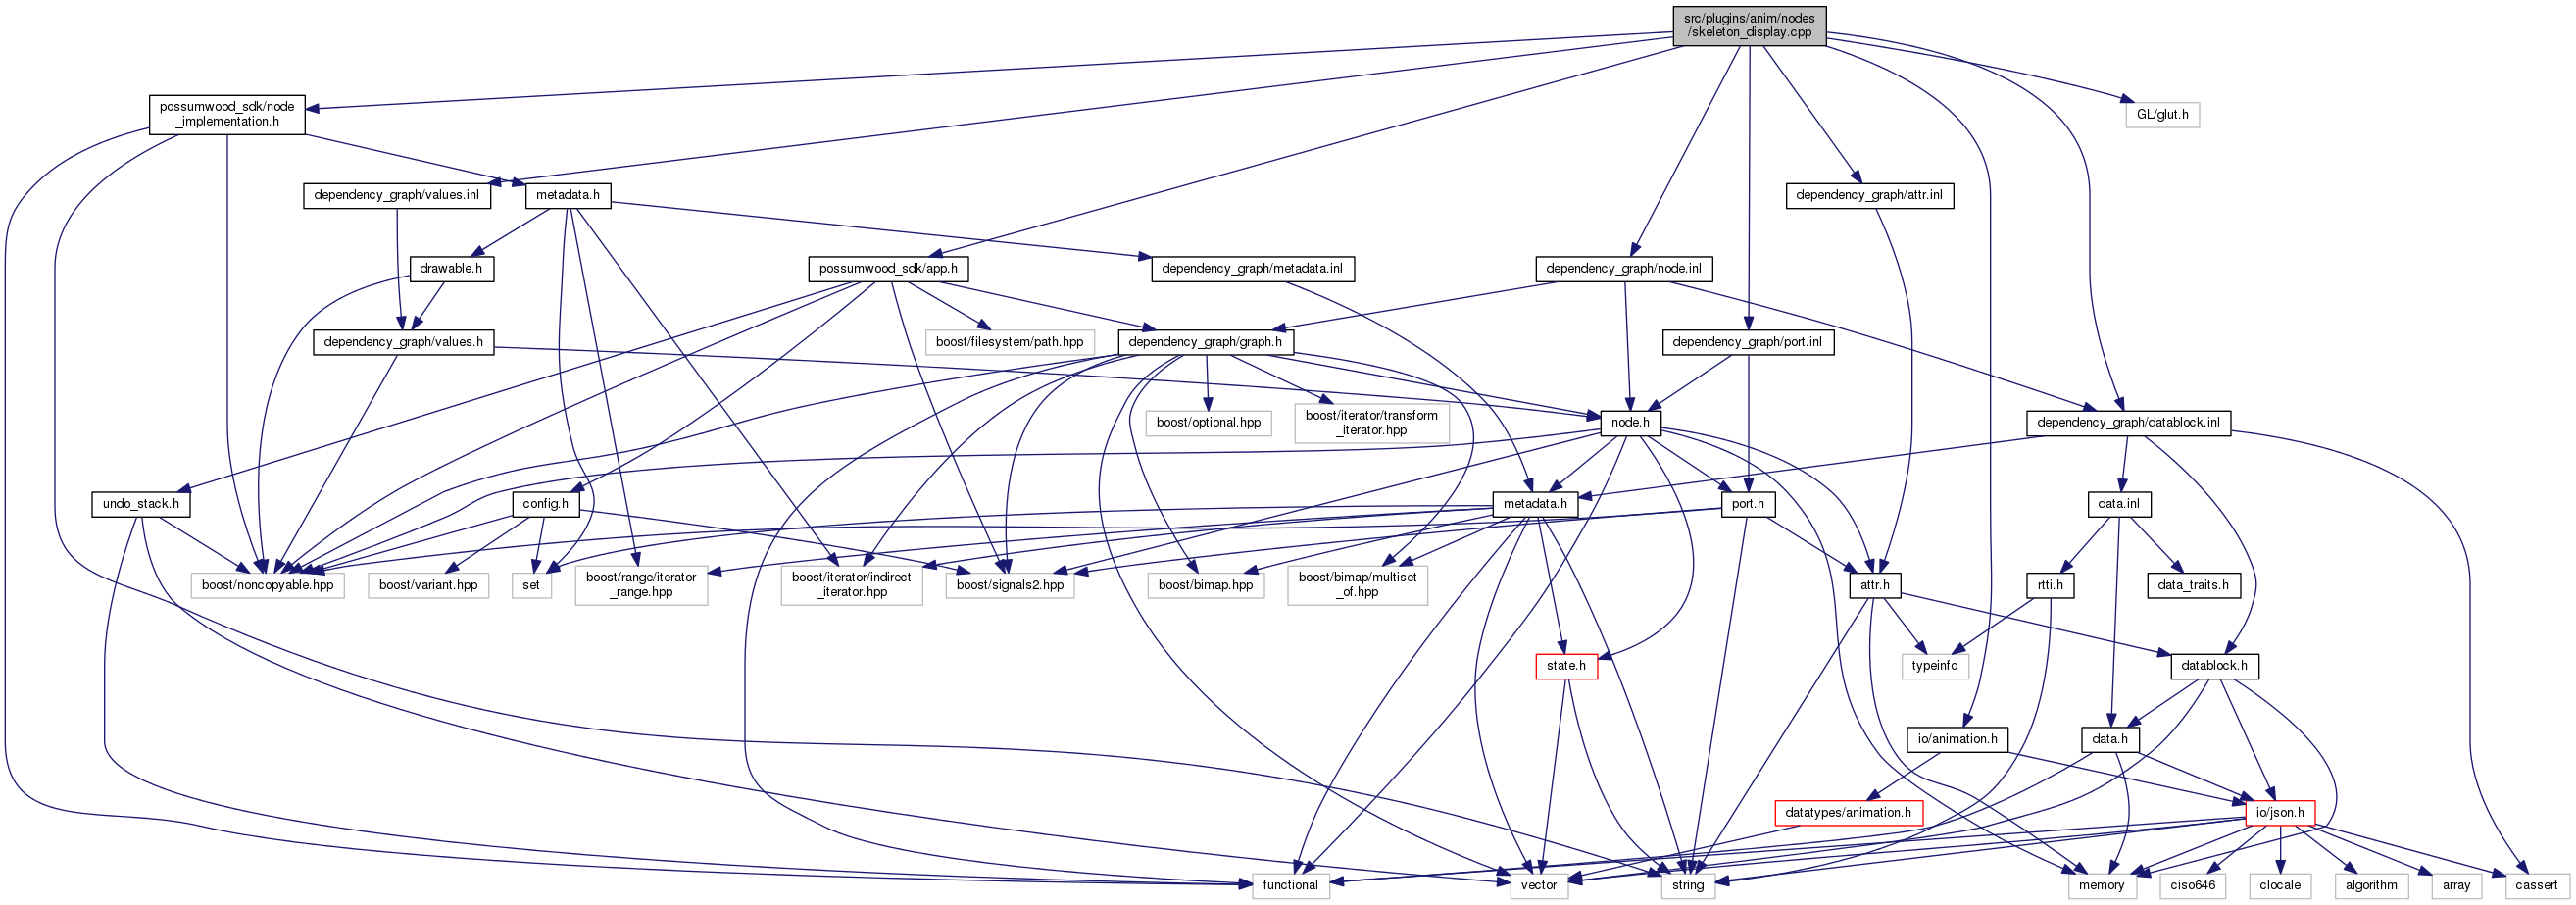 src/plugins/anim/nodes
/skeleton_display.cpp
possumwood_sdk/node
_implementation.h
GL/glut.h
dependency_graph/values.inl
metadata.h
dependency_graph/attr.inl
drawable.h
possumwood_sdk/app.h
dependency_graph/metadata.inl
dependency_graph/node.inl
dependency_graph/values.h
boost/filesystem/path.hpp
dependency_graph/graph.h
dependency_graph/port.inl
boost/optional.hpp
boost/iterator/transform
_iterator.hpp
node.h
dependency_graph/datablock.inl
undo_stack.h
config.h
metadata.h
port.h
data.inl
boost/noncopyable.hpp
boost/variant.hpp
set
boost/range/iterator
_range.hpp
boost/iterator/indirect
_iterator.hpp
boost/signals2.hpp
boost/bimap.hpp
boost/bimap/multiset
_of.hpp
attr.h
rtti.h
data_traits.h
state.h
typeinfo
datablock.h
io/animation.h
data.h
datatypes/animation.h
io/json.h
functional
vector
string
memory
ciso646
clocale
algorithm
array
cassert